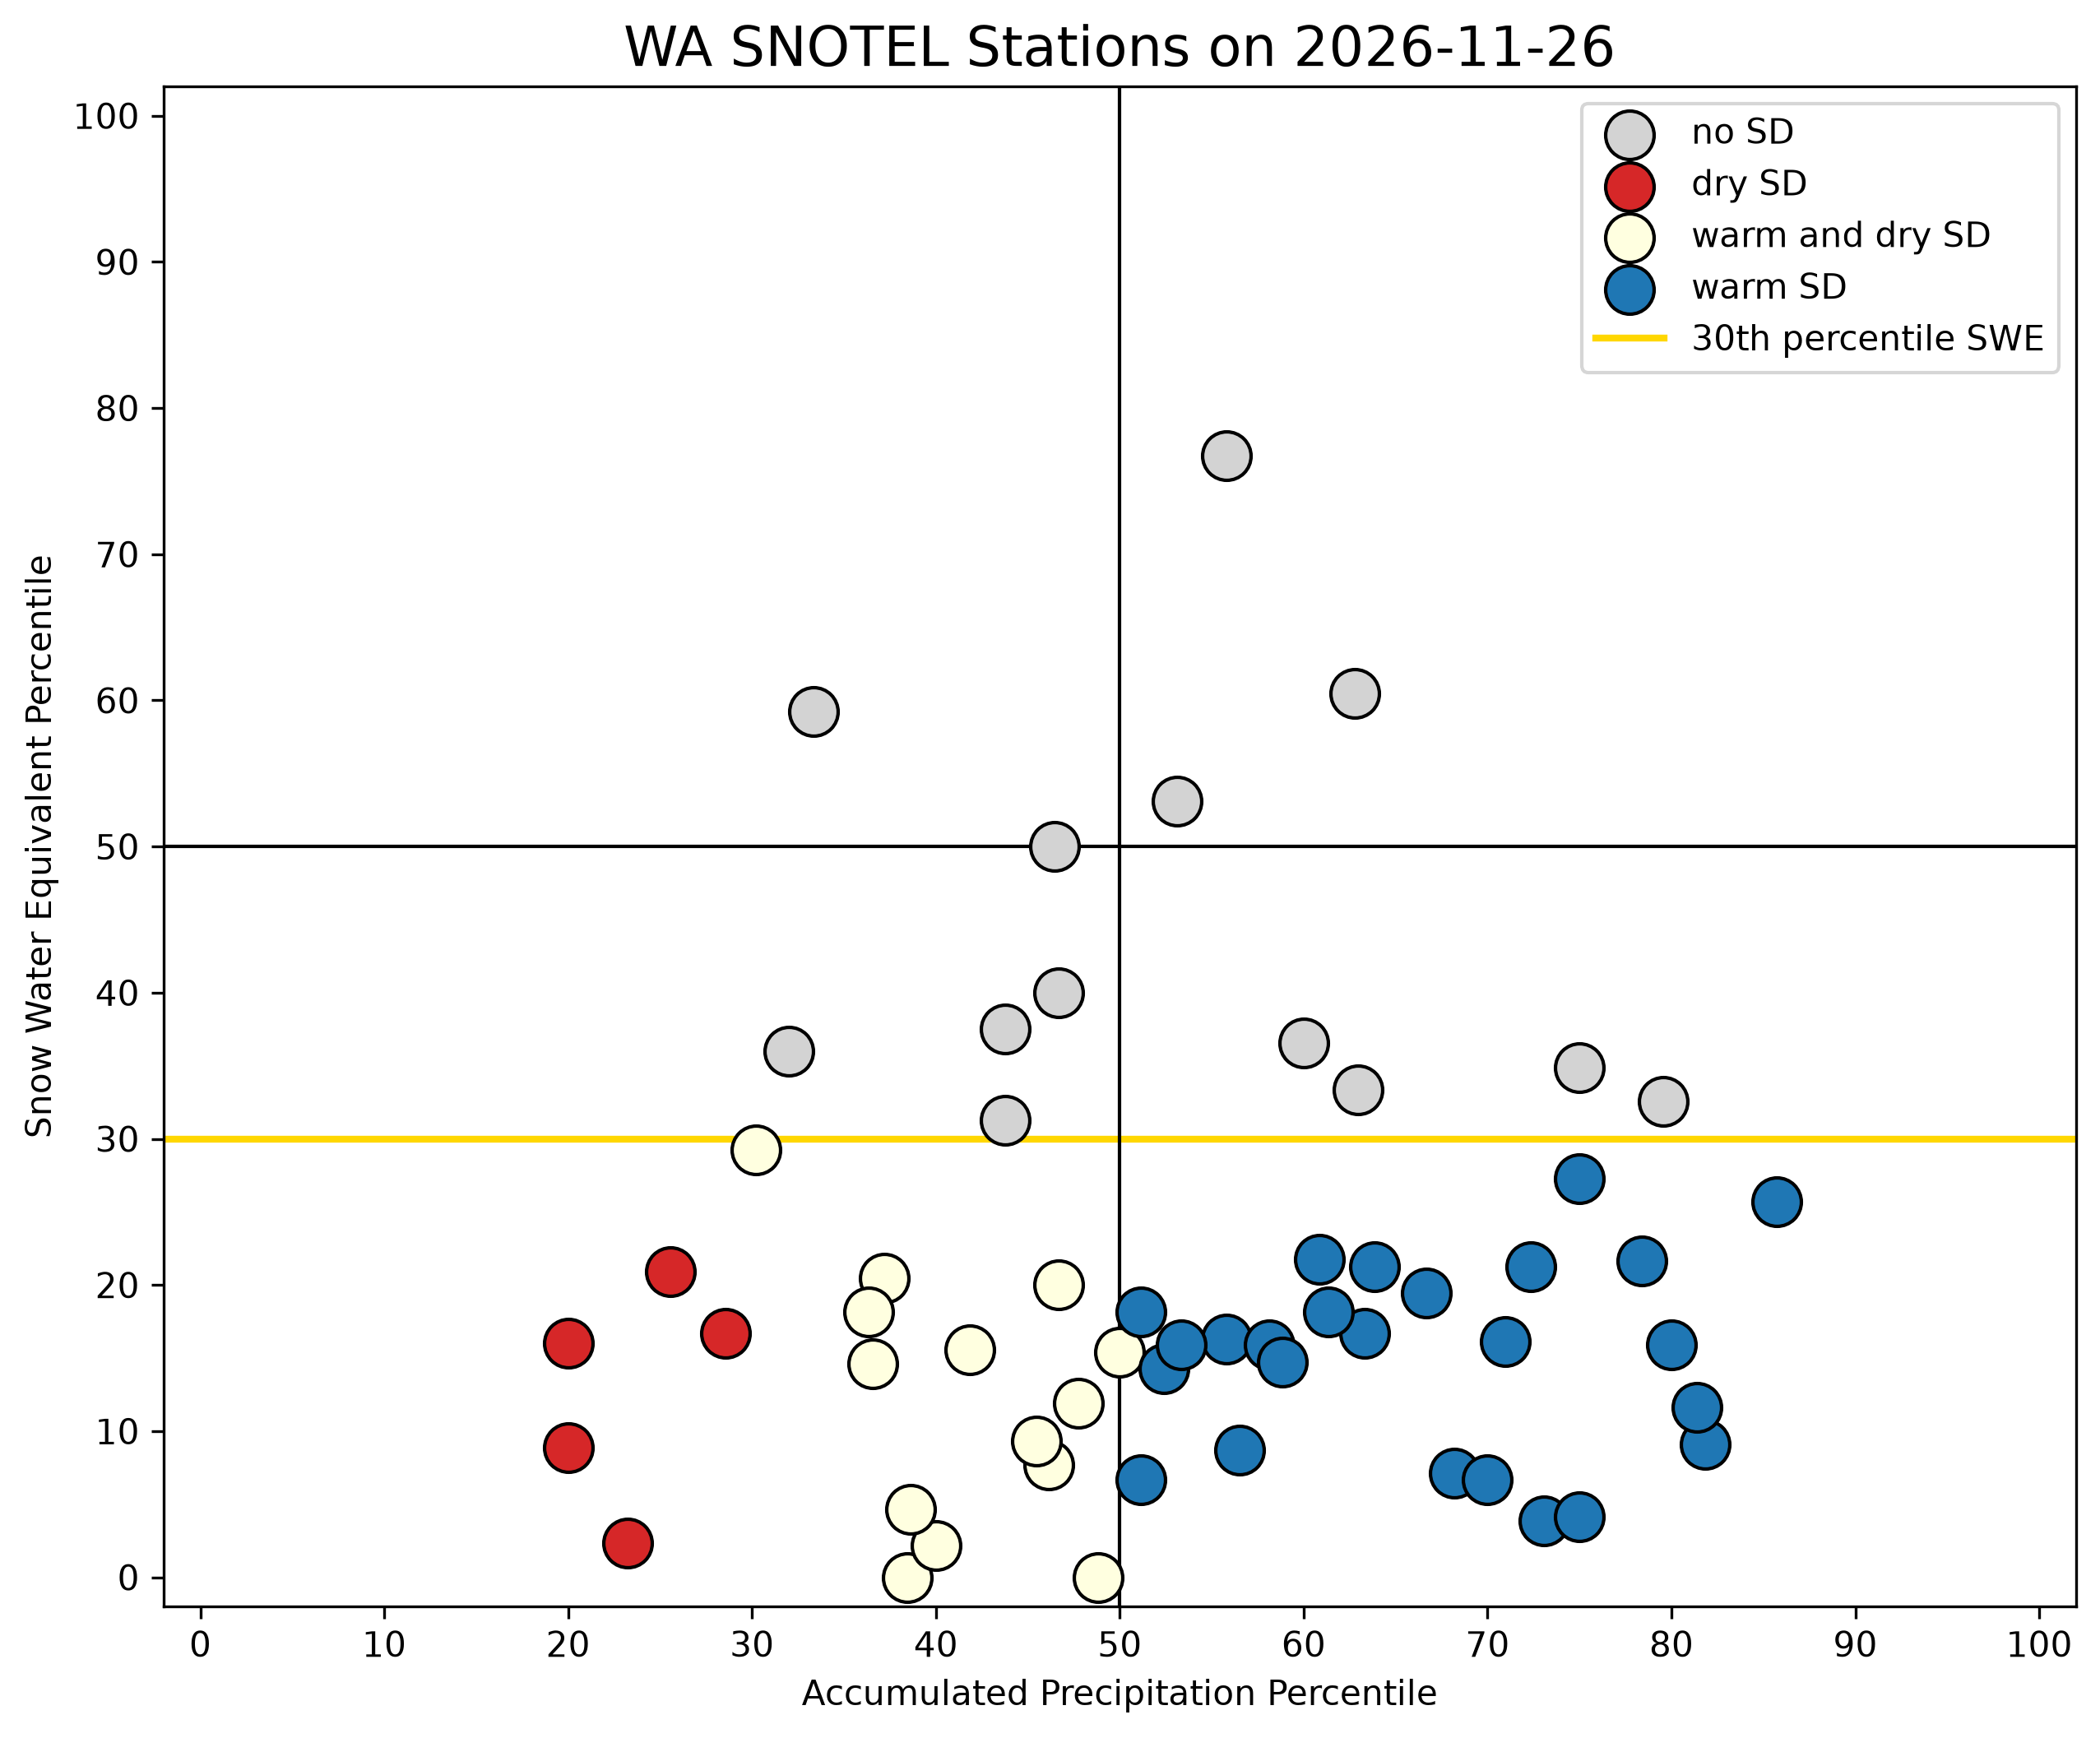 WA SNOTEL Stations on 2026-11-26
no SD
dry SD
warm and dry SD
warm SD
30th percentile SWE
Snow Water Equivalent Percentile
100
90
80
70
60
50
40
30
20
10
0
0 10 20 30 40 50 60 70 80 90 100
Accumulated Precipitation Percentile